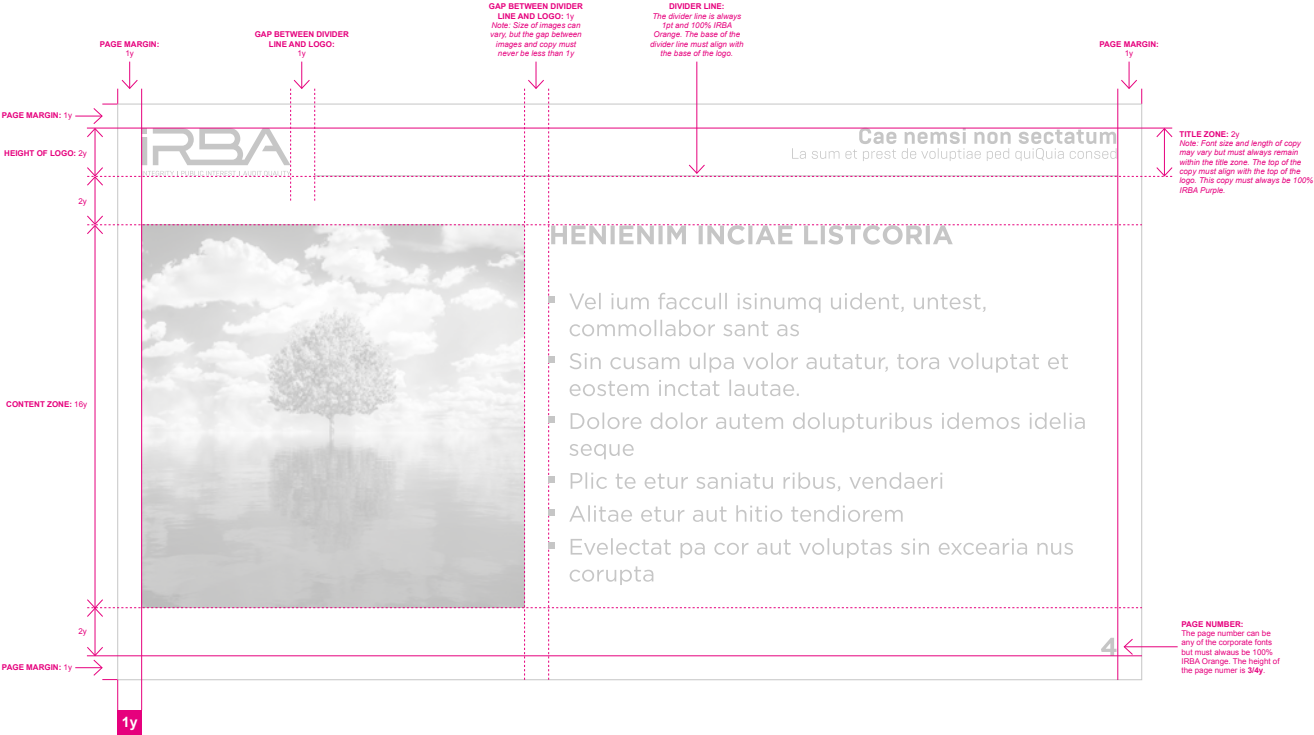 GAP BETWEEN DIVIDER
LINE AND LOGO: 1y
Note: Size of images can
vary, but the gap between
images and copy must
never be less than 1y
DIVIDER LINE:
The divider line is always
1pt and 100% IRBA
Orange. The base of the
divider line must align with
the base of the logo.
GAP BETWEEN DIVIDER
LINE AND LOGO:
1y
PAGE MARGIN:
1y
PAGE MARGIN:
1y
PAGE MARGIN: 1y
HEIGHT OF LOGO: 2y
iRBA
INTEGRITY | PUBLIC INTEREST | AUDIT QUALITY
Cae nemsi non sectatum
La sum et prest de voluptiae ped quiQuia consed
TITLE ZONE: 2y
Note: Font size and length of copy
may vary but must always remain
within the title zone. The top of the
copy must align with the top of the
logo. This copy must always be 100%
IRBA Purple.
2y
HENIENIM INCIAE LISTCORIA
Vel ium faccull isinumq uident, untest,
commollabor sant as
Sin cusam ulpa volor autatur, tora voluptat et
eostem inctat lautae.
Dolore dolor autem dolupturibus idemos idelia
seque
Plic te etur saniatu ribus, vendaeri
Alitae etur aut hitio tendiorem
Evelectat pa cor aut voluptas sin excearia nus
corupta
CONTENT ZONE: 16y
2y
4
PAGE NUMBER:
The page number can be
any of the corporate fonts
but must alwaus be 100%
IRBA Orange. The height of
the page numer is 3/4y.
PAGE MARGIN: 1y
1y